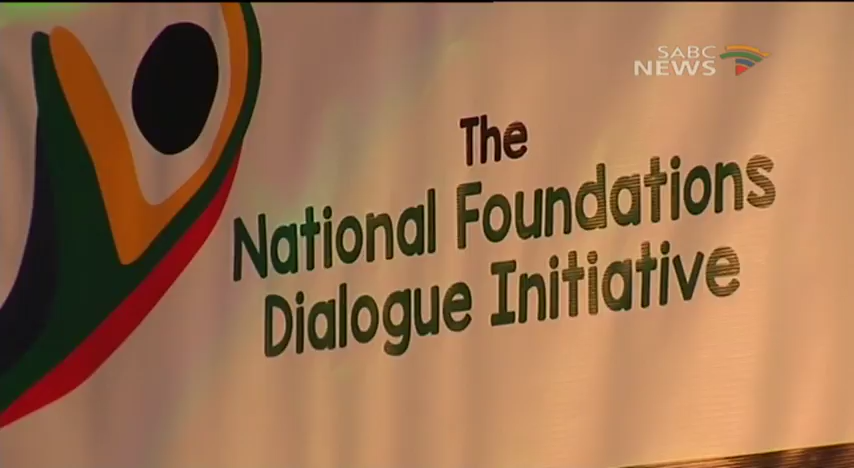 SABC
NEWS
The
National Foundations
Dialogue Initiative